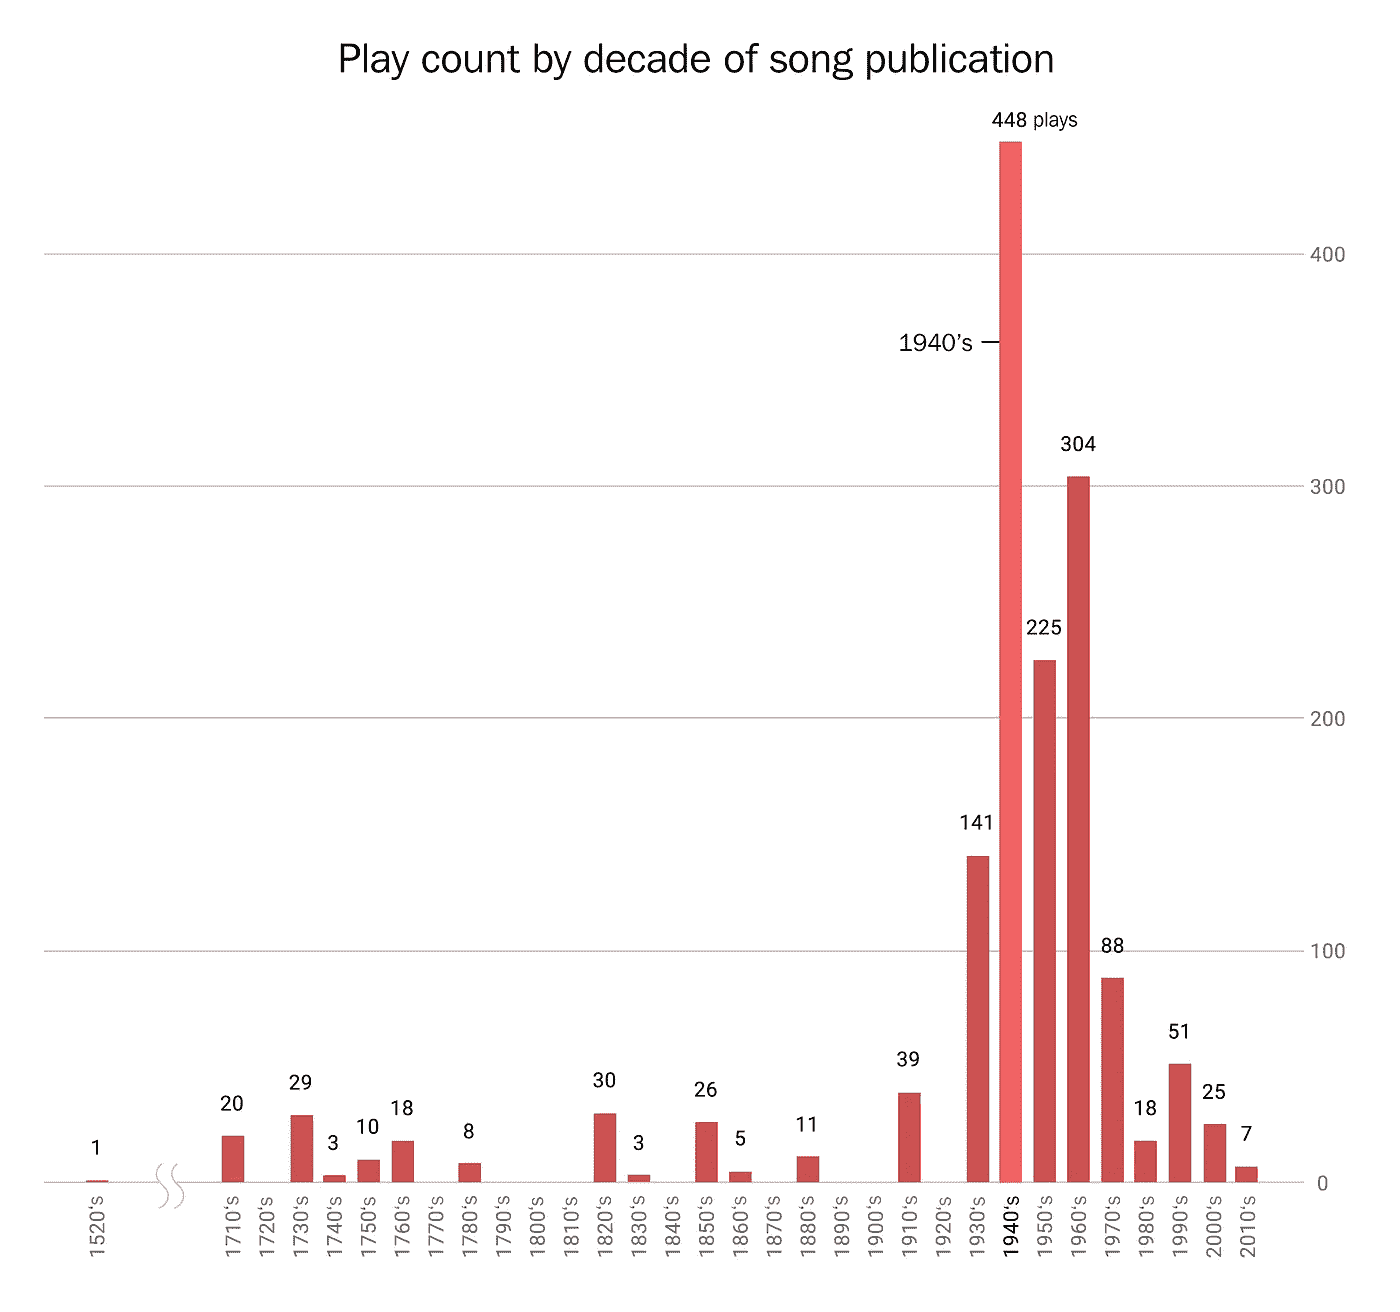 Play count by decade of song publication
448 plays
400
1940’s
304
300
225
200
141
88
100
51
39
30
29
26
25
20
18
18
11
10
8
7
5
3
3
1
0
1520‘s
1710‘s
1720‘s
1730‘s
1740‘s
1750‘s
1760‘s
1770‘s
1780‘s
1790‘s
1800‘s
1810‘s
1820‘s
1830‘s
1840‘s
1850‘s
1860‘s
1870‘s
1880‘s
1890‘s
1900‘s
1910‘s
1920‘s
1930‘s
1940‘s
1950‘s
1960‘s
1970‘s
1980‘s
1990‘s
2000‘s
2010‘s